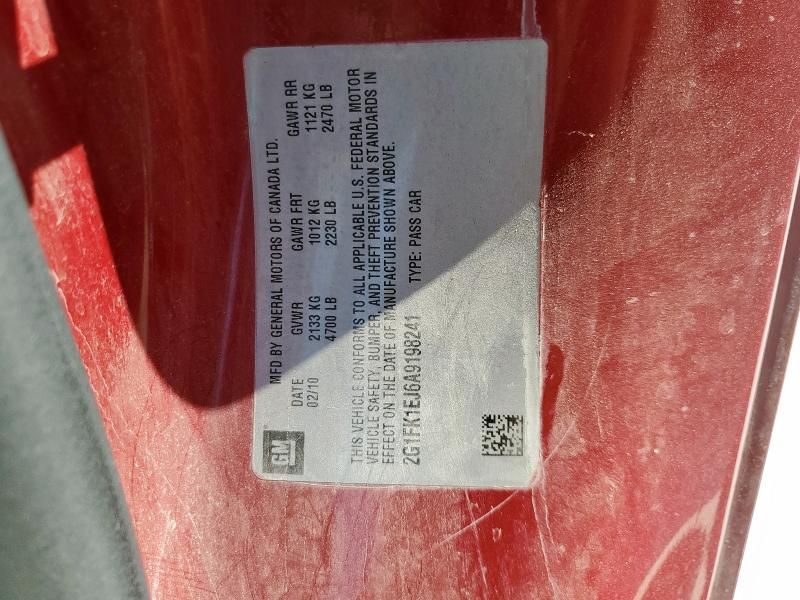 GM
MFD BY GENERAL MOTORS OF CANADA LTD.
DATE GVWR GAWR FRT GAWR RR
02/10 2133 KG 1012 KG 1121 KG
4700 LB 2230 LB 2470 LB
THIS VEHICLE CONFORMS TO ALL APPLICABLE U.S. FEDERAL MOTOR
VEHICLE SAFETY, BUMPER, AND THEFT PREVENTION STANDARDS IN
EFFECT ON THE DATE OF MANUFACTURE SHOWN ABOVE.
2G1FK1EJ6A9198241 TYPE: PASS CAR